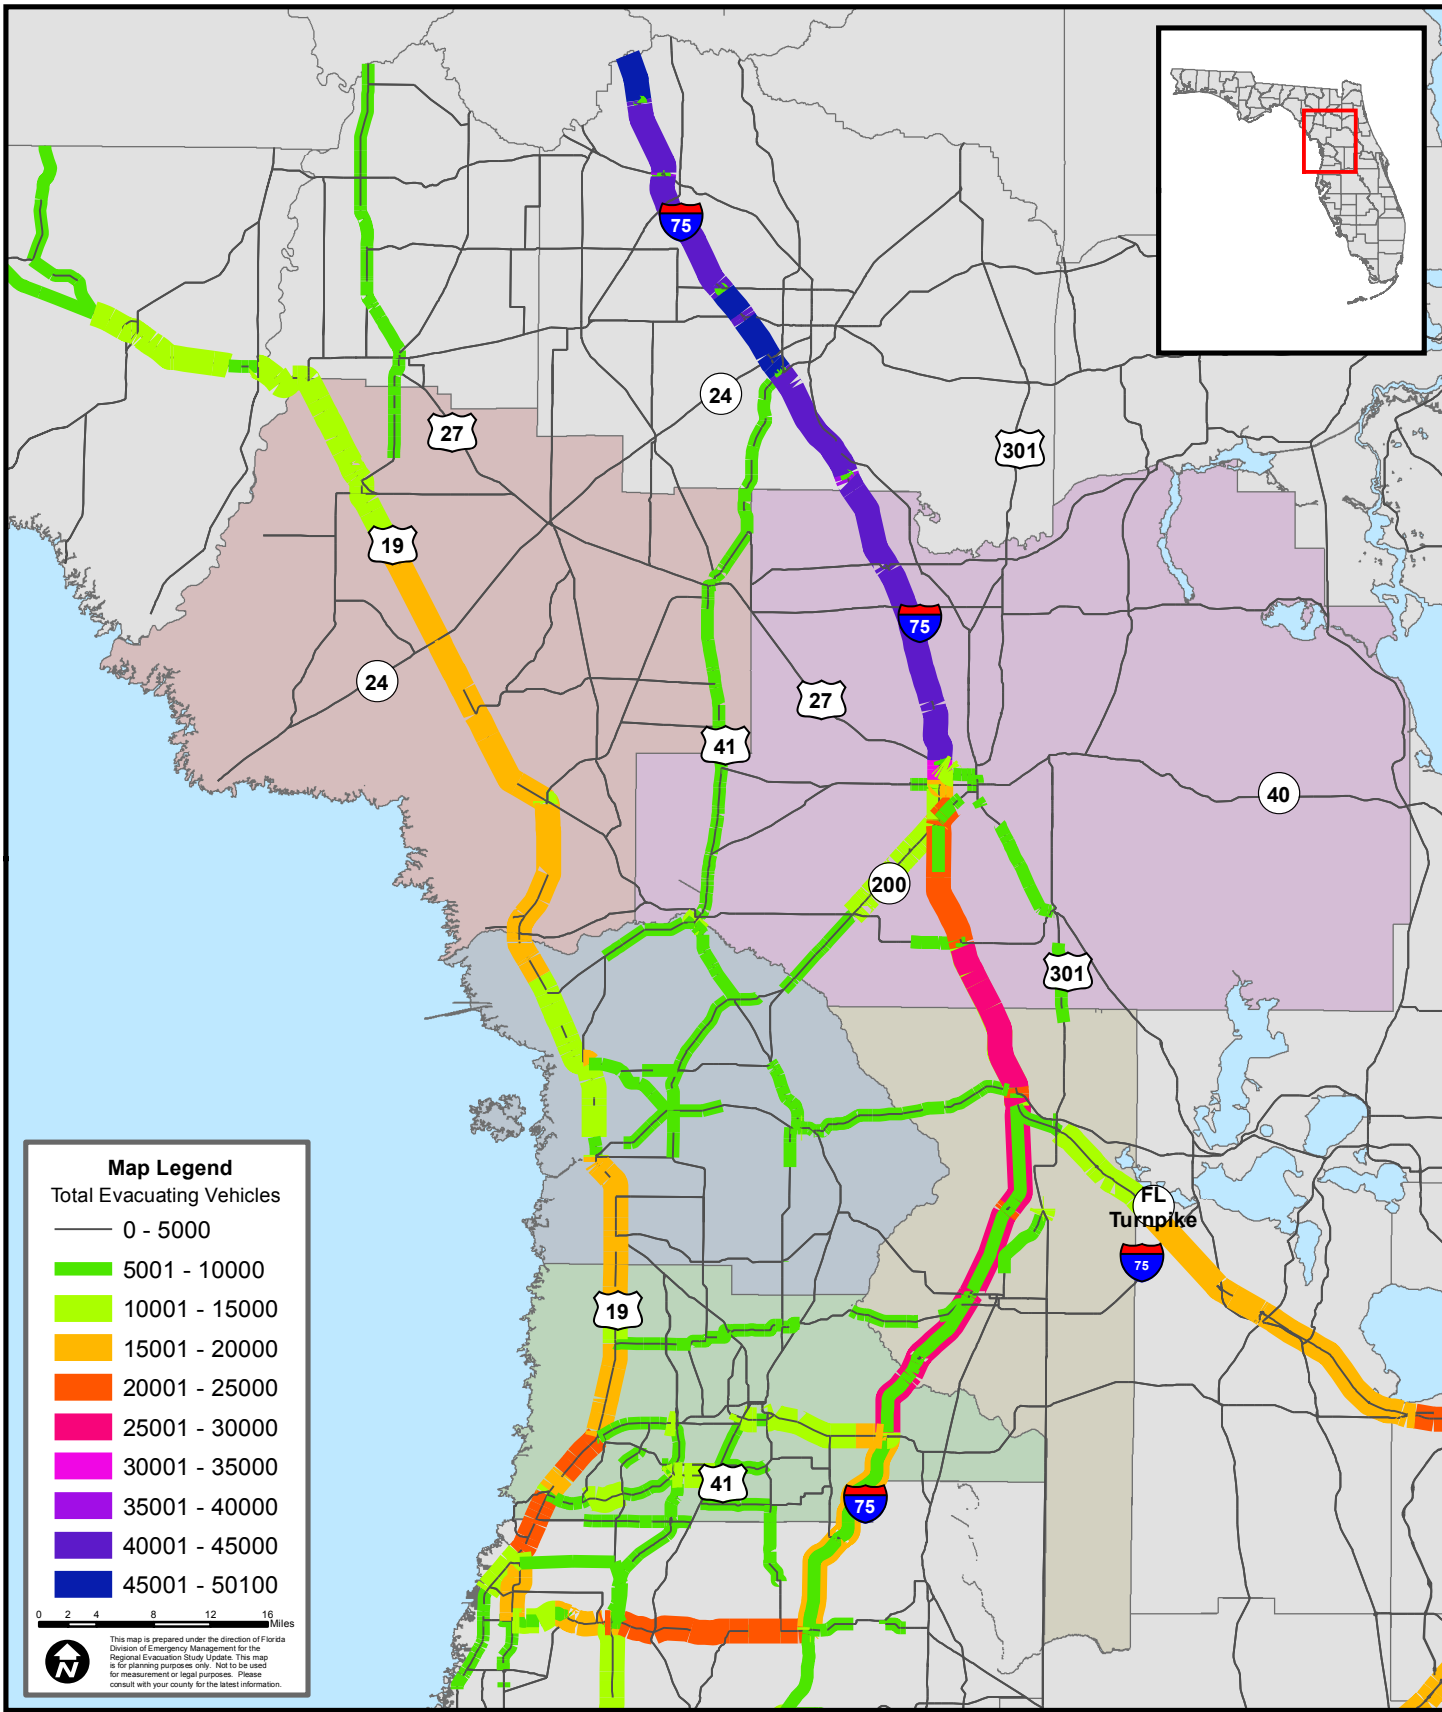 75
24
27
301
19
75
24
27
41
40
200
301
FL
Turnpike
75
19
41
75
Map Legend
Total Evacuating Vehicles
0 - 5000
5001 - 10000
10001 - 15000
15001 - 20000
20001 - 25000
25001 - 30000
30001 - 35000
35001 - 40000
40001 - 45000
45001 - 50100
0 2 4 8 12 16
Miles
N
This map is prepared under the direction of Florida
Division of Emergency Management for the
Regional Evacuation Study Update. This map
is for planning purposes only. Not to be used
for measurement or legal purposes. Please
consult with your county for the latest information.